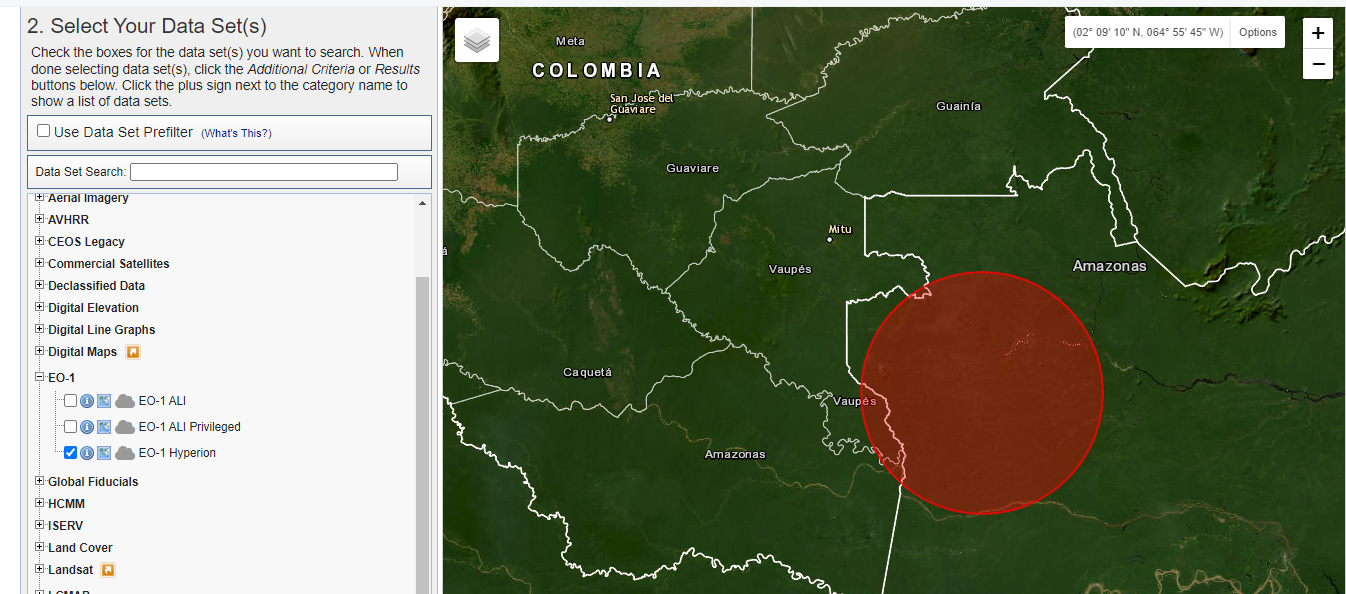 2. Select Your Data Set(s)
Check the boxes for the data set(s) you want to search. When
done selecting data set(s), click the Additional Criteria or Results
buttons below. Click the plus sign next to the category name to
show a list of data sets.
Use Data Set Prefilter (What's This?)
Data Set Search:
Aerial Imagery
AVHRR
CEOS Legacy
Commercial Satellites
Declassified Data
Digital Elevation
Digital Line Graphs
Digital Maps
EO-1
EO-1 ALI
EO-1 ALI Privileged
EO-1 Hyperion
Global Fiducials
HCMM
ISERV
Land Cover
Landsat
(02° 09' 10" N, 064° 55' 45" W)
Options
+
−
Meta
COLOMBIA
San Jose del
Guaviare
Guainía
Guaviare
Mitu
Vaupés
Amazonas
Caquetá
Vaupés
Amazonas